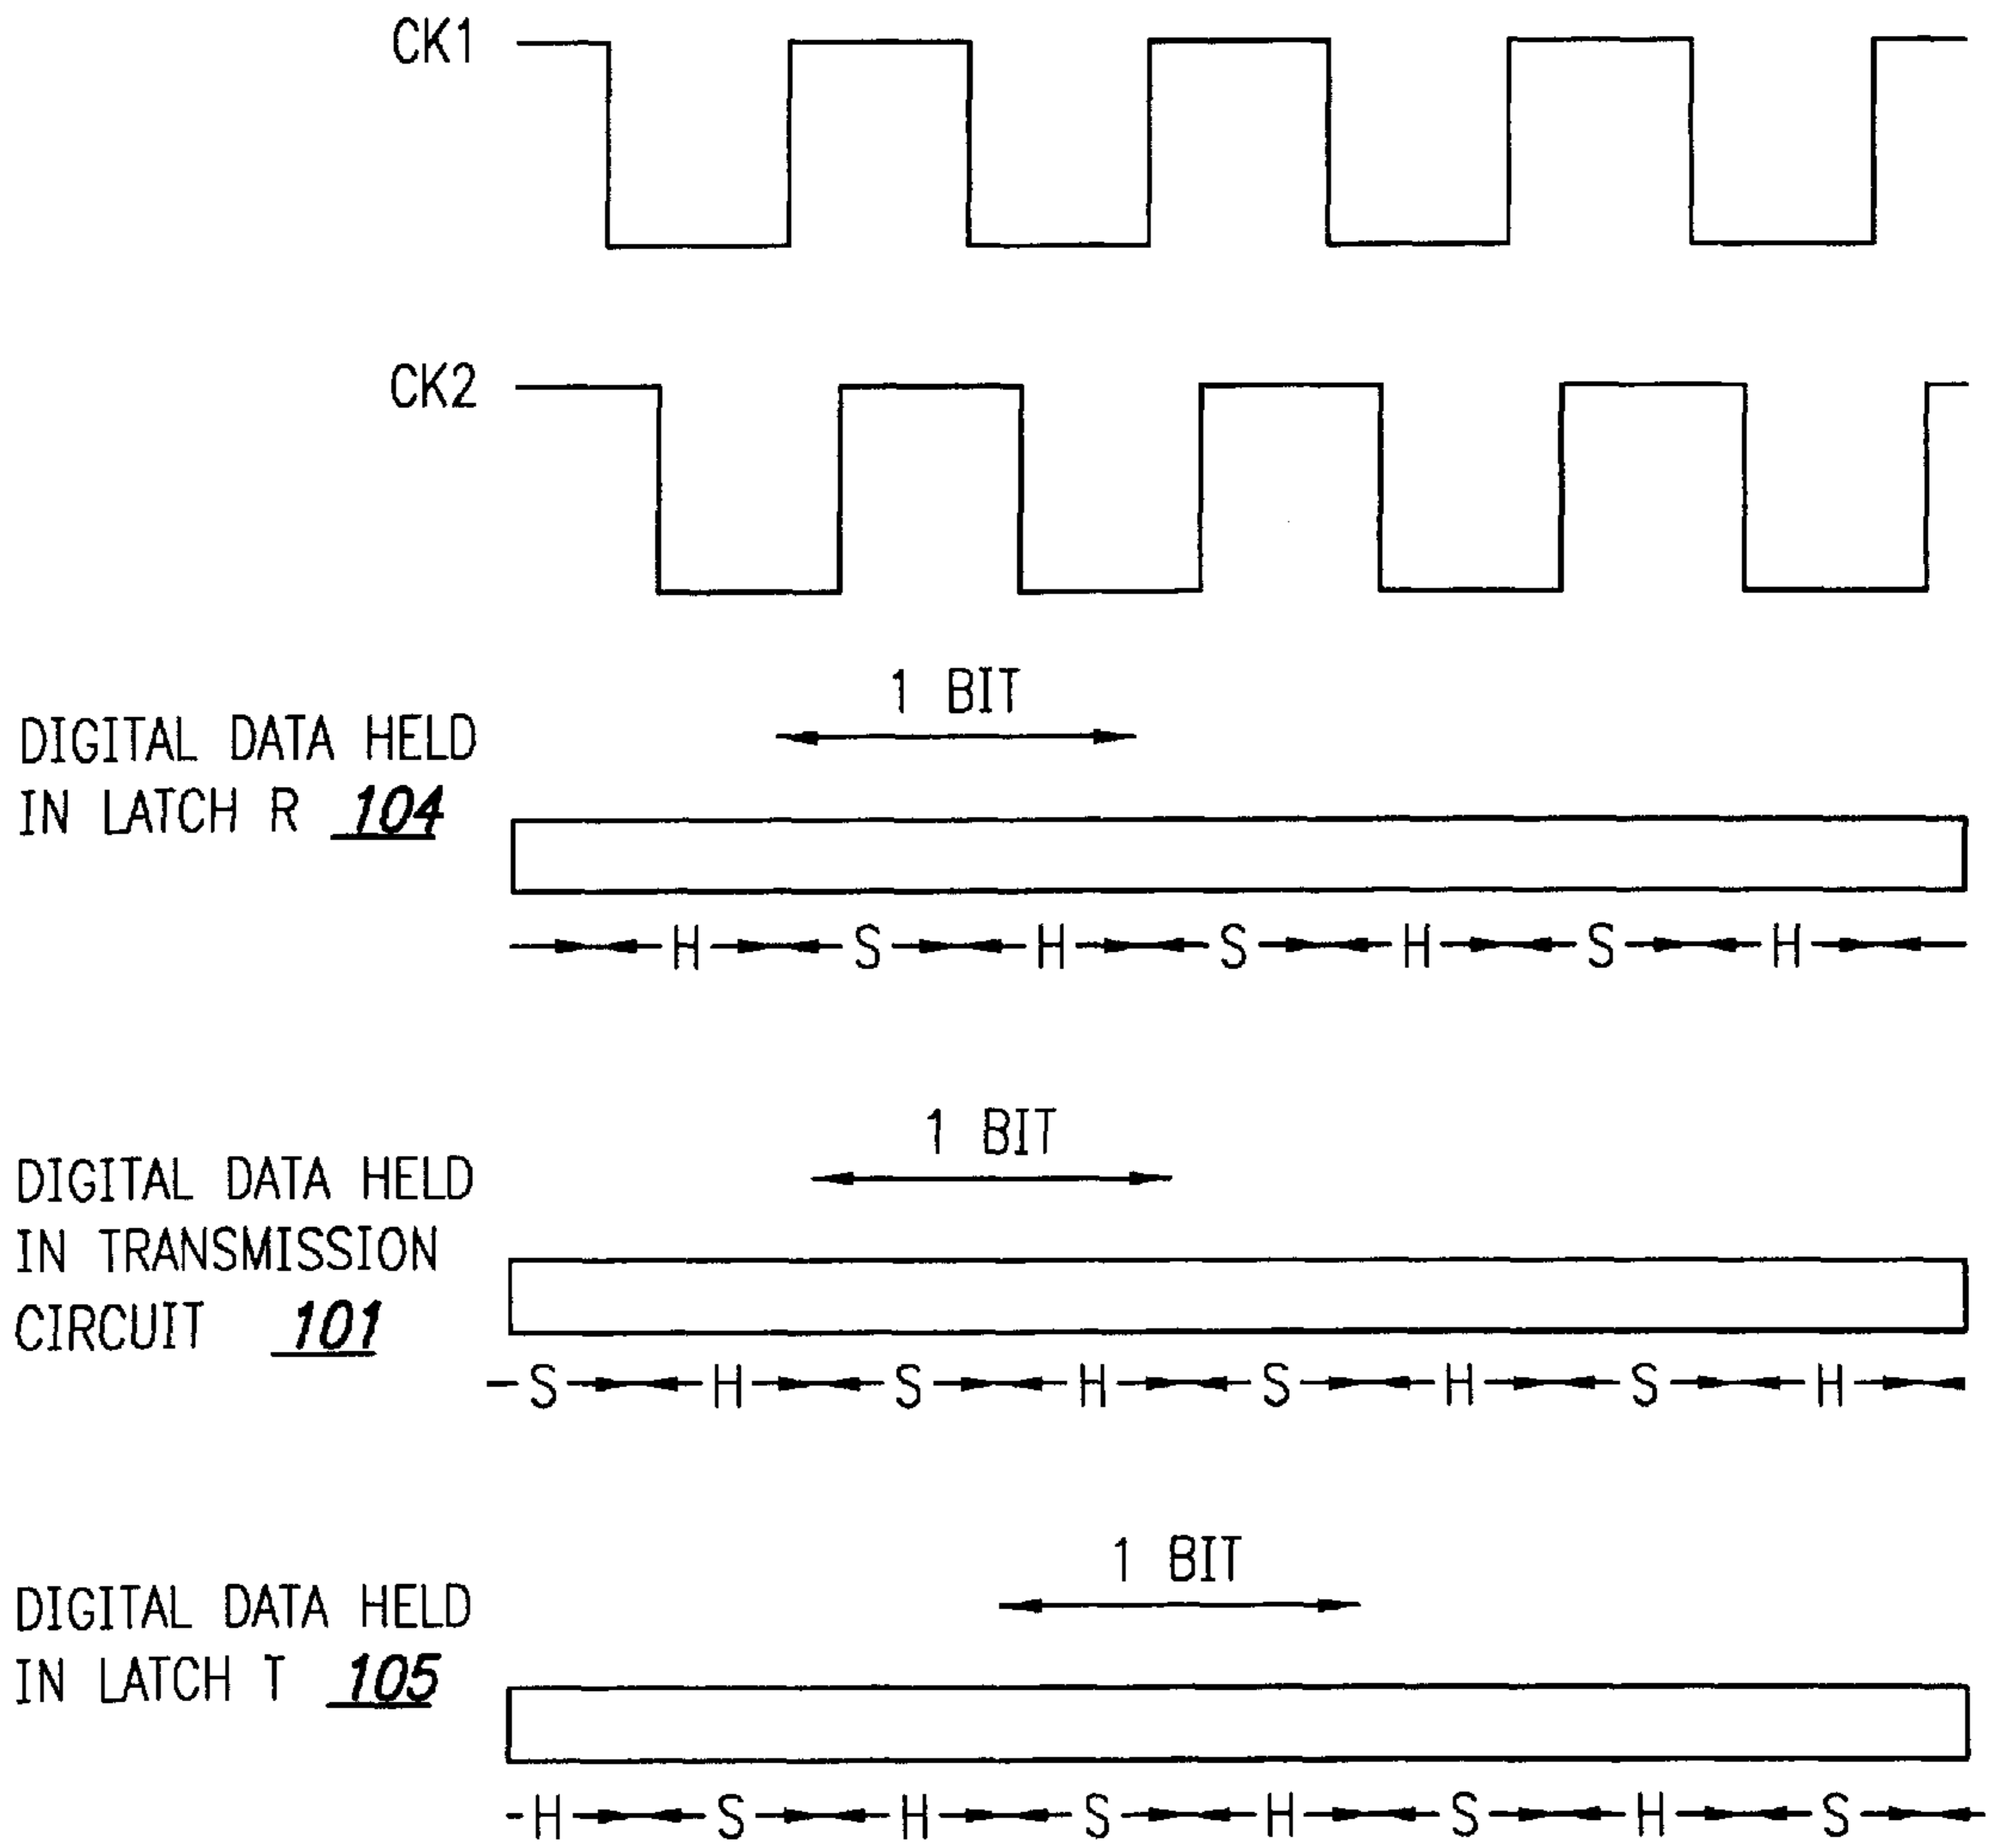 CK1
CK2
1 BIT
DIGITAL DATA HELD
IN LATCH R 104
H S H S H S H
1 BIT
DIGITAL DATA HELD
IN TRANSMISSION
CIRCUIT 101
S H S H S H S H
1 BIT
DIGITAL DATA HELD
IN LATCH T 105
H S H S H S H S